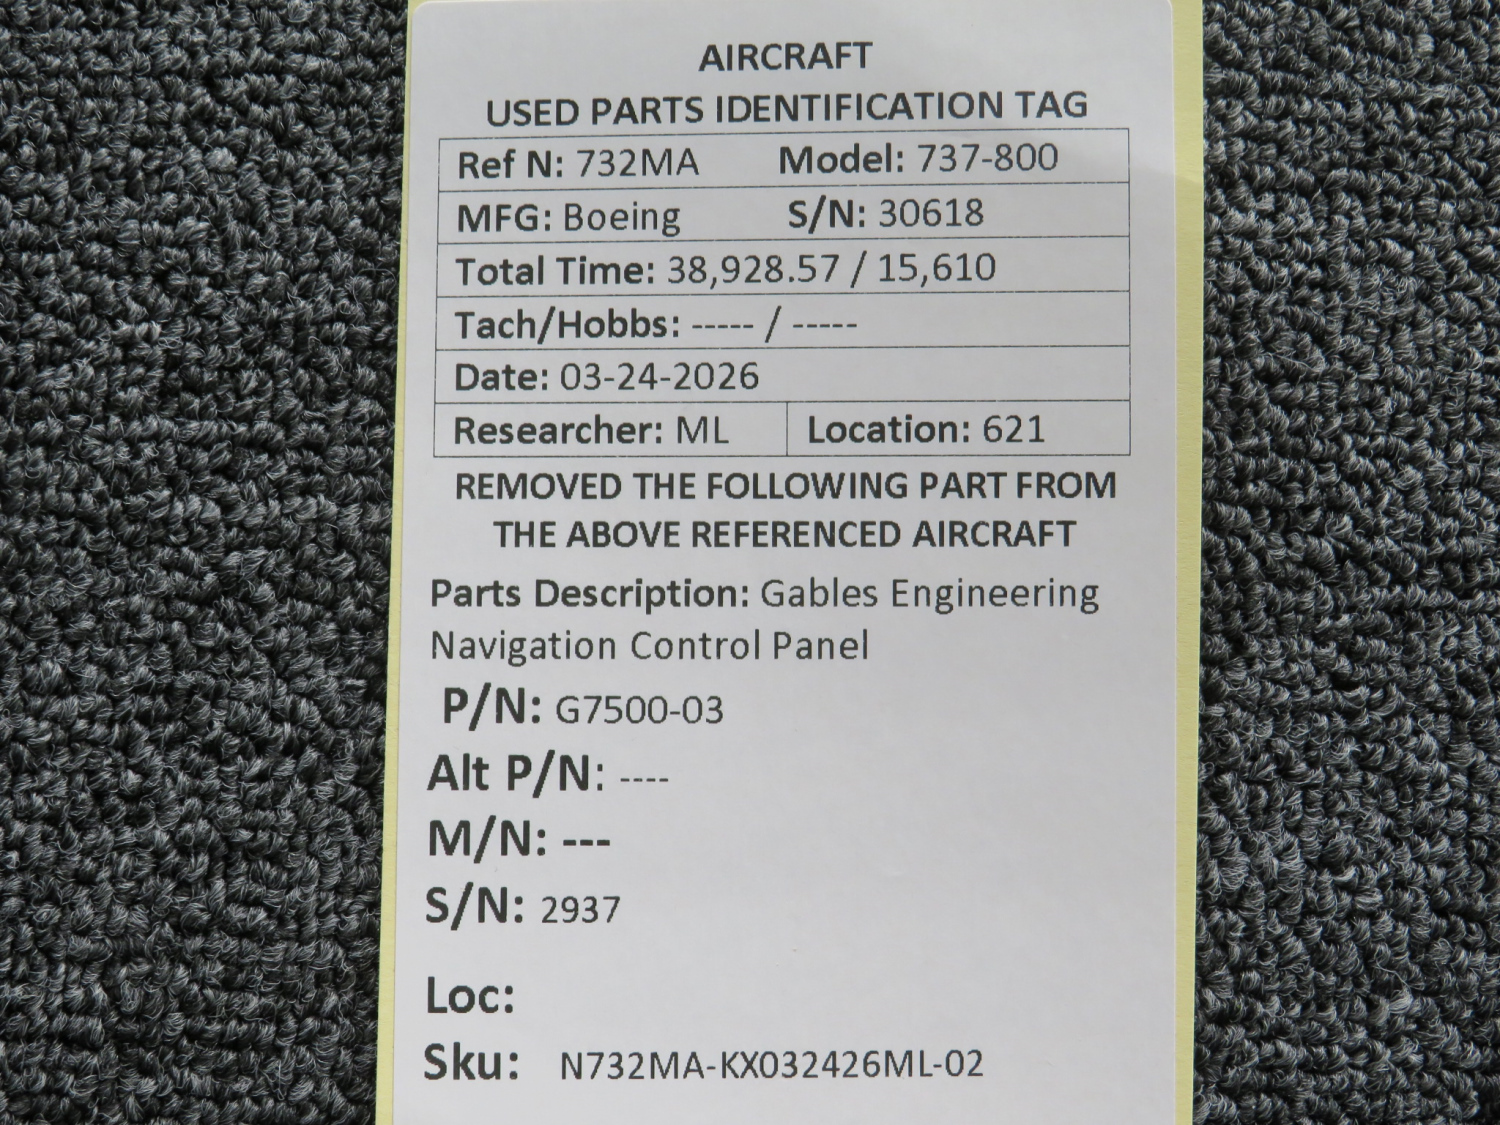 AIRCRAFT
USED PARTS IDENTIFICATION TAG
Ref N: 732MA Model: 737-800
MFG: Boeing S/N: 30618
Total Time: 38,928.57 / 15,610
Tach/Hobbs: ----- / -----
Date: 03-24-2026
Researcher: ML Location: 621
REMOVED THE FOLLOWING PART FROM
THE ABOVE REFERENCED AIRCRAFT
Parts Description: Gables Engineering
Navigation Control Panel
P/N: G7500-03
Alt P/N: ----
M/N: ---
S/N: 2937
Loc:
Sku: N732MA-KX032426ML-02